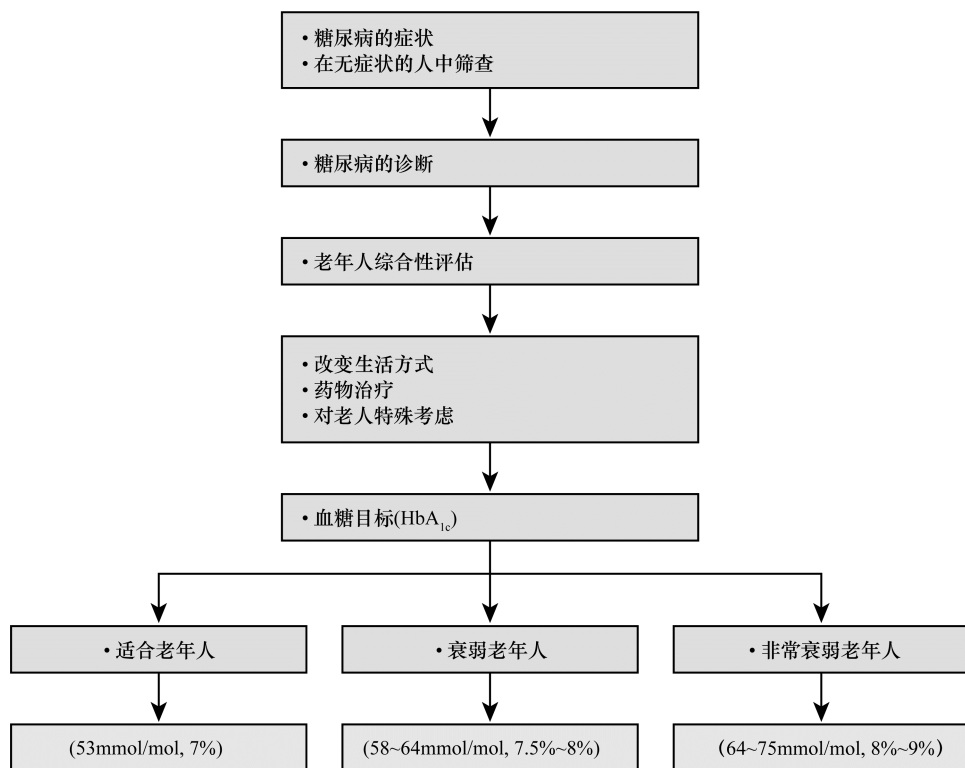 • 糖尿病的症状
• 在无症状的人中筛查
• 糖尿病的诊断
• 老年人综合性评估
• 改变生活方式
• 药物治疗
• 对老人特殊考虑
• 血糖目标(HbA1c)
• 适合老年人
• 衰弱老年人
• 非常衰弱老年人
(53mmol/mol, 7%)
(58~64mmol/mol, 7.5%~8%)
(64~75mmol/mol, 8%~9%)